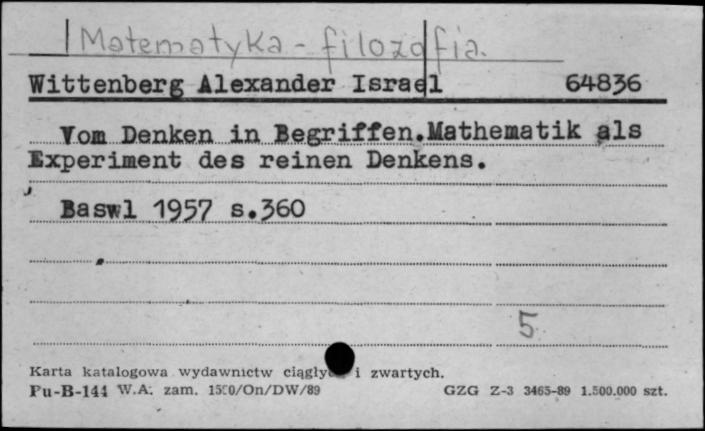 Matematyka - filozofia.
Wittenberg Alexander Israel 64836
Vom Denken in Begriffen.Mathematik als
Experiment des reinen Denkens.
Baswl 1957 s.360
5
Karta katalogowa wydawnictw ciągłych i zwartych.
Pu-B-144 W.A. zam. /On/DW/89 GZG Z-3 3465-89 1.500.000 szt.